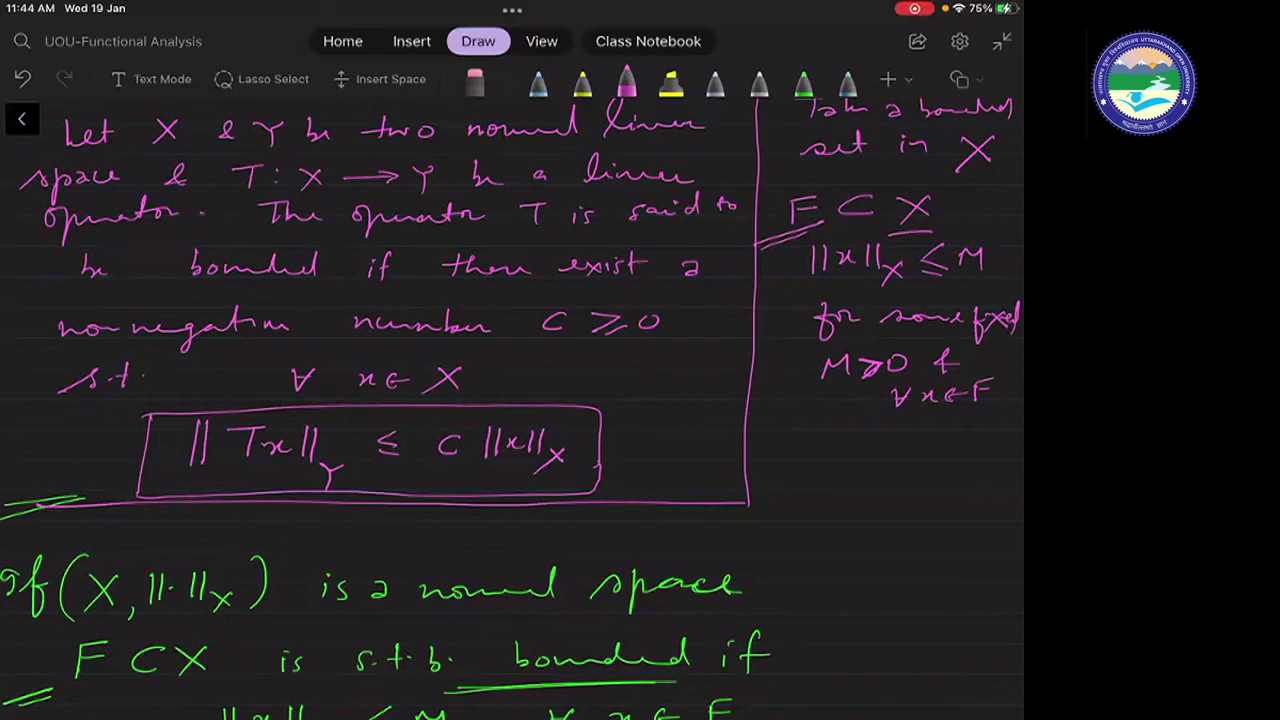 11:44 AM Wed 19 Jan
75%
UOU-Functional Analysis
Home Insert Draw View Class Notebook
Text Mode Lasso Select Insert Space
Let X & Y be two normed linear
space & T : X → Y be a linear
operator. The operator T is said to
be bounded if there exist a
nonnegative number C ≥ 0
s.t. ∀ x ∈ X
|| Tx ||_Y ≤ C ||x||_X
Take a bounded
set in X
F ⊂ X
||x||_X ≤ M
for some fixed
M ≥ 0 &
∀ x ∈ F
If (X, ||·||_X) is a normed space
F ⊂ X is s.t.b. bounded if
||x|| ≤ M ∀ x ∈ F